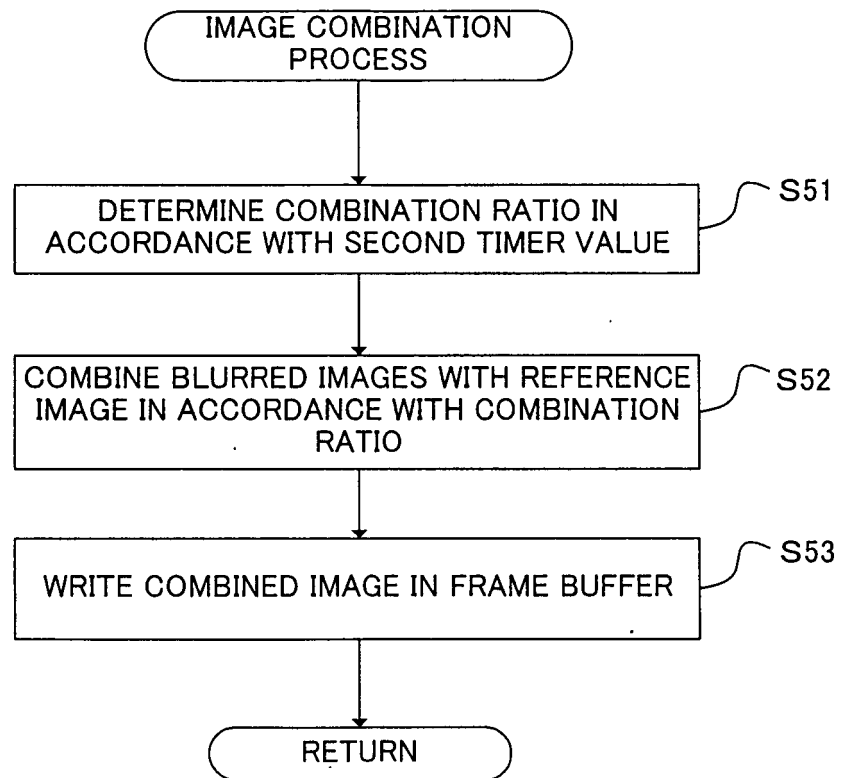 IMAGE COMBINATION
PROCESS
S51
DETERMINE COMBINATION RATIO IN
ACCORDANCE WITH SECOND TIMER VALUE
S52
COMBINE BLURRED IMAGES WITH REFERENCE
IMAGE IN ACCORDANCE WITH COMBINATION
RATIO
S53
WRITE COMBINED IMAGE IN FRAME BUFFER
RETURN